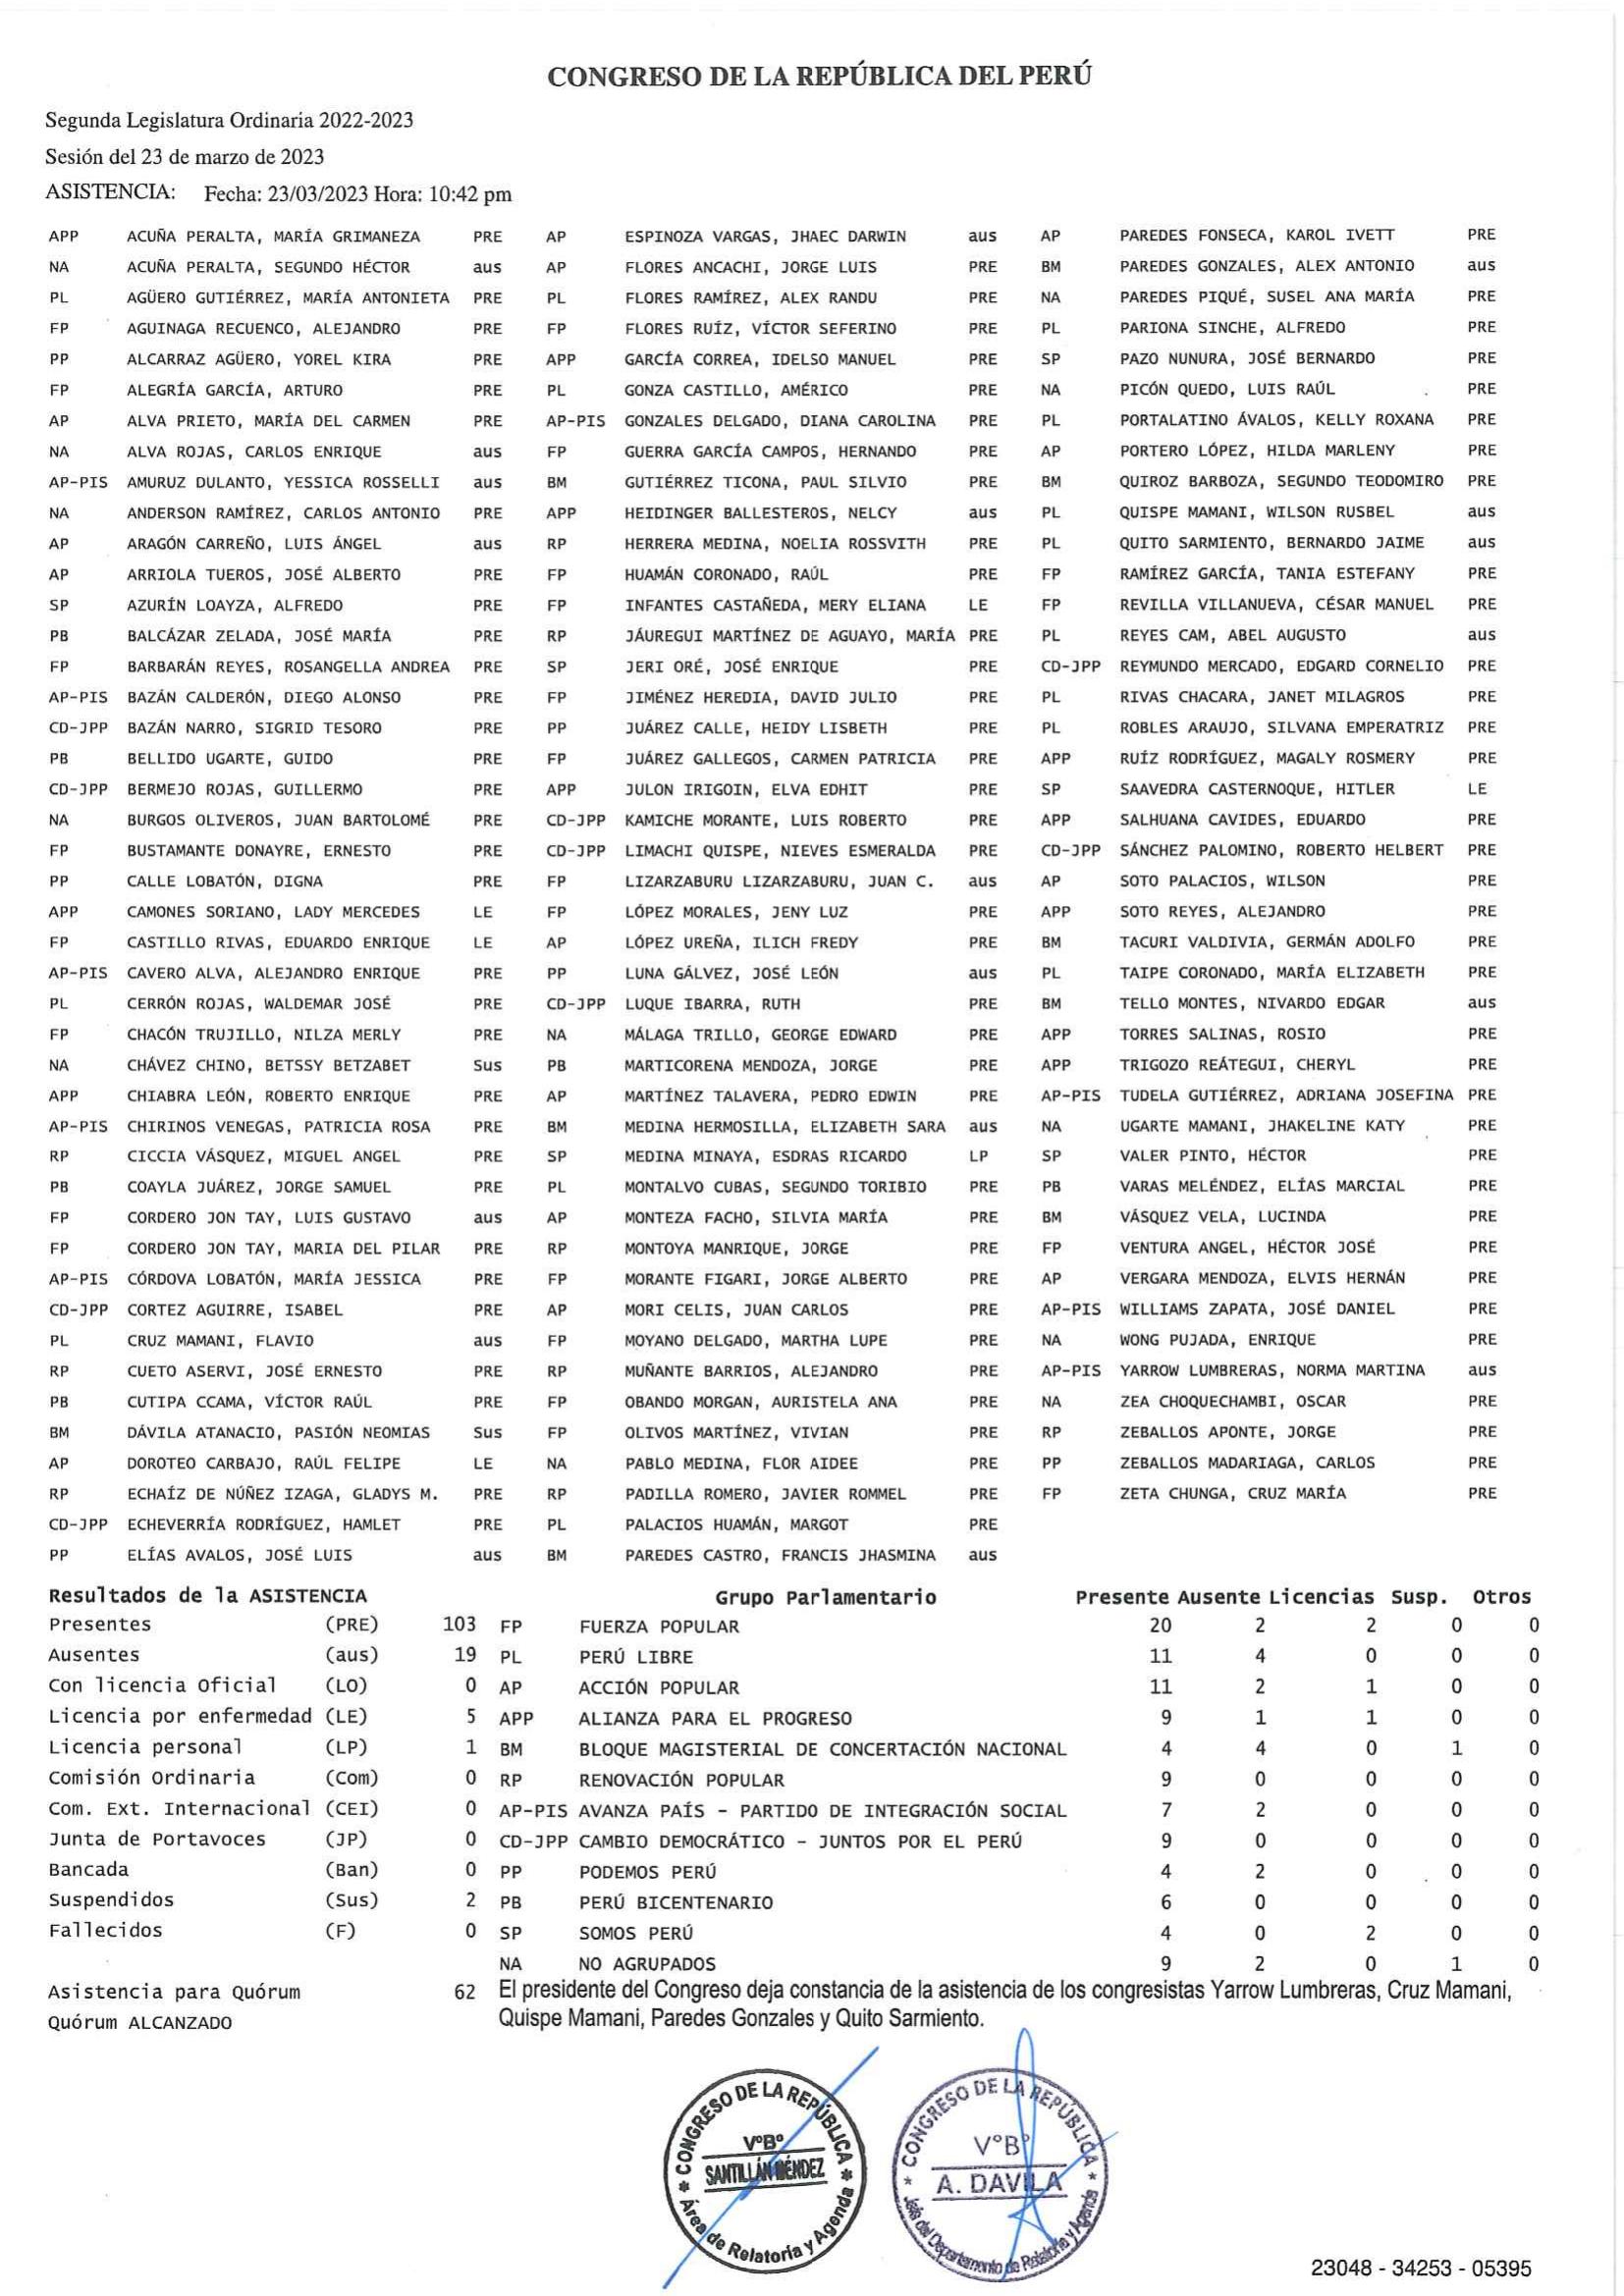 CONGRESO DE LA REPÚBLICA DEL PERÚ
Segunda Legislatura Ordinaria 2022-2023
Sesión del 23 de marzo de 2023
ASISTENCIA: Fecha: 23/03/2023 Hora: 10:42 pm
APP ACUÑA PERALTA, MARÍA GRIMANEZA PRE AP ESPINOZA VARGAS, JHAEC DARWIN aus AP PAREDES FONSECA, KAROL IVETT PRE
NA ACUÑA PERALTA, SEGUNDO HÉCTOR aus AP FLORES ANCACHI, JORGE LUIS PRE BM PAREDES GONZALES, ALEX ANTONIO aus
PL AGÜERO GUTIÉRREZ, MARÍA ANTONIETA PRE PL FLORES RAMÍREZ, ALEX RANDU PRE NA PAREDES PIQUÉ, SUSEL ANA MARÍA PRE
FP AGUINAGA RECUENCO, ALEJANDRO PRE FP FLORES RUÍZ, VÍCTOR SEFERINO PRE PL PARIONA SINCHE, ALFREDO PRE
PP ALCARRAZ AGÜERO, YOREL KIRA PRE APP GARCÍA CORREA, IDELSO MANUEL PRE SP PAZO NUNURA, JOSÉ BERNARDO PRE
FP ALEGRÍA GARCÍA, ARTURO PRE PL GONZA CASTILLO, AMÉRICO PRE NA PICÓN QUEDO, LUIS RAÚL PRE
AP ALVA PRIETO, MARÍA DEL CARMEN PRE AP-PIS GONZALES DELGADO, DIANA CAROLINA PRE PL PORTALATINO ÁVALOS, KELLY ROXANA PRE
NA ALVA ROJAS, CARLOS ENRIQUE aus FP GUERRA GARCÍA CAMPOS, HERNANDO PRE AP PORTERO LÓPEZ, HILDA MARLENY PRE
AP-PIS AMURUZ DULANTO, YESSICA ROSSELLI aus BM GUTIÉRREZ TICONA, PAUL SILVIO PRE BM QUIROZ BARBOZA, SEGUNDO TEODOMIRO PRE
NA ANDERSON RAMÍREZ, CARLOS ANTONIO PRE APP HEIDINGER BALLESTEROS, NELCY aus PL QUISPE MAMANI, WILSON RUSBEL aus
AP ARAGÓN CARREÑO, LUIS ÁNGEL aus RP HERRERA MEDINA, NOELIA ROSSVITH PRE PL QUITO SARMIENTO, BERNARDO JAIME aus
AP ARRIOLA TUEROS, JOSÉ ALBERTO PRE FP HUAMÁN CORONADO, RAÚL PRE FP RAMÍREZ GARCÍA, TANIA ESTEFANY PRE
SP AZURÍN LOAYZA, ALFREDO PRE FP INFANTES CASTAÑEDA, MERY ELIANA LE FP REVILLA VILLANUEVA, CÉSAR MANUEL PRE
PB BALCÁZAR ZELADA, JOSÉ MARÍA PRE RP JÁUREGUI MARTÍNEZ DE AGUAYO, MARÍA PRE PL REYES CAM, ABEL AUGUSTO aus
FP BARBARÁN REYES, ROSANGELLA ANDREA PRE SP JERI ORÉ, JOSÉ ENRIQUE PRE CD-JPP REYMUNDO MERCADO, EDGARD CORNELIO PRE
AP-PIS BAZÁN CALDERÓN, DIEGO ALONSO PRE FP JIMÉNEZ HEREDIA, DAVID JULIO PRE PL RIVAS CHACARA, JANET MILAGROS PRE
CD-JPP BAZÁN NARRO, SIGRID TESORO PRE PP JUÁREZ CALLE, HEIDY LISBETH PRE PL ROBLES ARAUJO, SILVANA EMPERATRIZ PRE
PB BELLIDO UGARTE, GUIDO PRE FP JUÁREZ GALLEGOS, CARMEN PATRICIA PRE APP RUÍZ RODRÍGUEZ, MAGALY ROSMERY PRE
CD-JPP BERMEJO ROJAS, GUILLERMO PRE APP JULON IRIGOIN, ELVA EDHIT PRE SP SAAVEDRA CASTERNOQUE, HITLER LE
NA BURGOS OLIVEROS, JUAN BARTOLOMÉ PRE CD-JPP KAMICHE MORANTE, LUIS ROBERTO PRE APP SALHUANA CAVIDES, EDUARDO PRE
FP BUSTAMANTE DONAYRE, ERNESTO PRE CD-JPP LIMACHI QUISPE, NIEVES ESMERALDA PRE CD-JPP SÁNCHEZ PALOMINO, ROBERTO HELBERT PRE
PP CALLE LOBATÓN, DIGNA PRE FP LIZARZABURU LIZARZABURU, JUAN C. aus AP SOTO PALACIOS, WILSON PRE
APP CAMONES SORIANO, LADY MERCEDES LE FP LÓPEZ MORALES, JENY LUZ PRE APP SOTO REYES, ALEJANDRO PRE
FP CASTILLO RIVAS, EDUARDO ENRIQUE LE AP LÓPEZ UREÑA, ILICH FREDY PRE BM TACURI VALDIVIA, GERMÁN ADOLFO PRE
AP-PIS CAVERO ALVA, ALEJANDRO ENRIQUE PRE PP LUNA GÁLVEZ, JOSÉ LEÓN aus PL TAIPE CORONADO, MARÍA ELIZABETH PRE
PL CERRÓN ROJAS, WALDEMAR JOSÉ PRE CD-JPP LUQUE IBARRA, RUTH PRE BM TELLO MONTES, NIVARDO EDGAR aus
FP CHACÓN TRUJILLO, NILZA MERLY PRE NA MÁLAGA TRILLO, GEORGE EDWARD PRE APP TORRES SALINAS, ROSIO PRE
NA CHÁVEZ CHINO, BETSSY BETZABET Sus PB MARTICORENA MENDOZA, JORGE PRE APP TRIGOZO REÁTEGUI, CHERYL PRE
APP CHIABRA LEÓN, ROBERTO ENRIQUE PRE AP MARTÍNEZ TALAVERA, PEDRO EDWIN PRE AP-PIS TUDELA GUTIÉRREZ, ADRIANA JOSEFINA PRE
AP-PIS CHIRINOS VENEGAS, PATRICIA ROSA PRE BM MEDINA HERMOSILLA, ELIZABETH SARA aus NA UGARTE MAMANI, JHAKELINE KATY PRE
RP CICCIA VÁSQUEZ, MIGUEL ANGEL PRE SP MEDINA MINAYA, ESDRAS RICARDO LP SP VALER PINTO, HÉCTOR PRE
PB COAYLA JUÁREZ, JORGE SAMUEL PRE PL MONTALVO CUBAS, SEGUNDO TORIBIO PRE PB VARAS MELÉNDEZ, ELÍAS MARCIAL PRE
FP CORDERO JON TAY, LUIS GUSTAVO aus AP MONTEZA FACHO, SILVIA MARÍA PRE BM VÁSQUEZ VELA, LUCINDA PRE
FP CORDERO JON TAY, MARIA DEL PILAR PRE RP MONTOYA MANRIQUE, JORGE PRE FP VENTURA ANGEL, HÉCTOR JOSÉ PRE
AP-PIS CÓRDOVA LOBATÓN, MARÍA JESSICA PRE FP MORANTE FIGARI, JORGE ALBERTO PRE AP VERGARA MENDOZA, ELVIS HERNÁN PRE
CD-JPP CORTEZ AGUIRRE, ISABEL PRE AP MORI CELIS, JUAN CARLOS PRE AP-PIS WILLIAMS ZAPATA, JOSÉ DANIEL PRE
PL CRUZ MAMANI, FLAVIO aus FP MOYANO DELGADO, MARTHA LUPE PRE NA WONG PUJADA, ENRIQUE PRE
RP CUETO ASERVI, JOSÉ ERNESTO PRE RP MUÑANTE BARRIOS, ALEJANDRO PRE AP-PIS YARROW LUMBRERAS, NORMA MARTINA aus
PB CUTIPA CCAMA, VÍCTOR RAÚL PRE FP OBANDO MORGAN, AURISTELA ANA PRE NA ZEA CHOQUECHAMBI, OSCAR PRE
BM DÁVILA ATANACIO, PASIÓN NEOMIAS Sus FP OLIVOS MARTÍNEZ, VIVIAN PRE RP ZEBALLOS APONTE, JORGE PRE
AP DOROTEO CARBAJO, RAÚL FELIPE LE NA PABLO MEDINA, FLOR AIDEE PRE PP ZEBALLOS MADARIAGA, CARLOS PRE
RP ECHAÍZ DE NÚÑEZ IZAGA, GLADYS M. PRE RP PADILLA ROMERO, JAVIER ROMMEL PRE FP ZETA CHUNGA, CRUZ MARÍA PRE
CD-JPP ECHEVERRÍA RODRÍGUEZ, HAMLET PRE PL PALACIOS HUAMÁN, MARGOT PRE
PP ELÍAS AVALOS, JOSÉ LUIS aus BM PAREDES CASTRO, FRANCIS JHASMINA aus
Resultados de la ASISTENCIA Grupo Parlamentario Presente Ausente Licencias Susp. Otros
Presentes (PRE) 103 FP FUERZA POPULAR 20 2 2 0 0
Ausentes (aus) 19 PL PERÚ LIBRE 11 4 0 0 0
Con licencia Oficial (LO) 0 AP ACCIÓN POPULAR 11 2 1 0 0
Licencia por enfermedad (LE) 5 APP ALIANZA PARA EL PROGRESO 9 1 1 0 0
Licencia personal (LP) 1 BM BLOQUE MAGISTERIAL DE CONCERTACIÓN NACIONAL 4 4 0 1 0
Comisión Ordinaria (Com) 0 RP RENOVACIÓN POPULAR 9 0 0 0 0
Com. Ext. Internacional (CEI) 0 AP-PIS AVANZA PAÍS - PARTIDO DE INTEGRACIÓN SOCIAL 7 2 0 0 0
Junta de Portavoces (JP) 0 CD-JPP CAMBIO DEMOCRÁTICO - JUNTOS POR EL PERÚ 9 0 0 0 0
Bancada (Ban) 0 PP PODEMOS PERÚ 4 2 0 0 0
Suspendidos (Sus) 2 PB PERÚ BICENTENARIO 6 0 0 0 0
Fallecidos (F) 0 SP SOMOS PERÚ 4 0 2 0 0
NA NO AGRUPADOS 9 2 0 1 0
Asistencia para Quórum 62 El presidente del Congreso deja constancia de la asistencia de los congresistas Yarrow Lumbreras, Cruz Mamani,
Quórum ALCANZADO Quispe Mamani, Paredes Gonzales y Quito Sarmiento.
CONGRESO DE LA REPÚBLICA
V°B°
SANTILLÁN MÉNDEZ
Área de Relatoría y Agenda
CONGRESO DE LA REPÚBLICA
V°B°
A. DAVILA
Jefe del Departamento de Relatoría y Agenda
23048 - 34253 - 05395